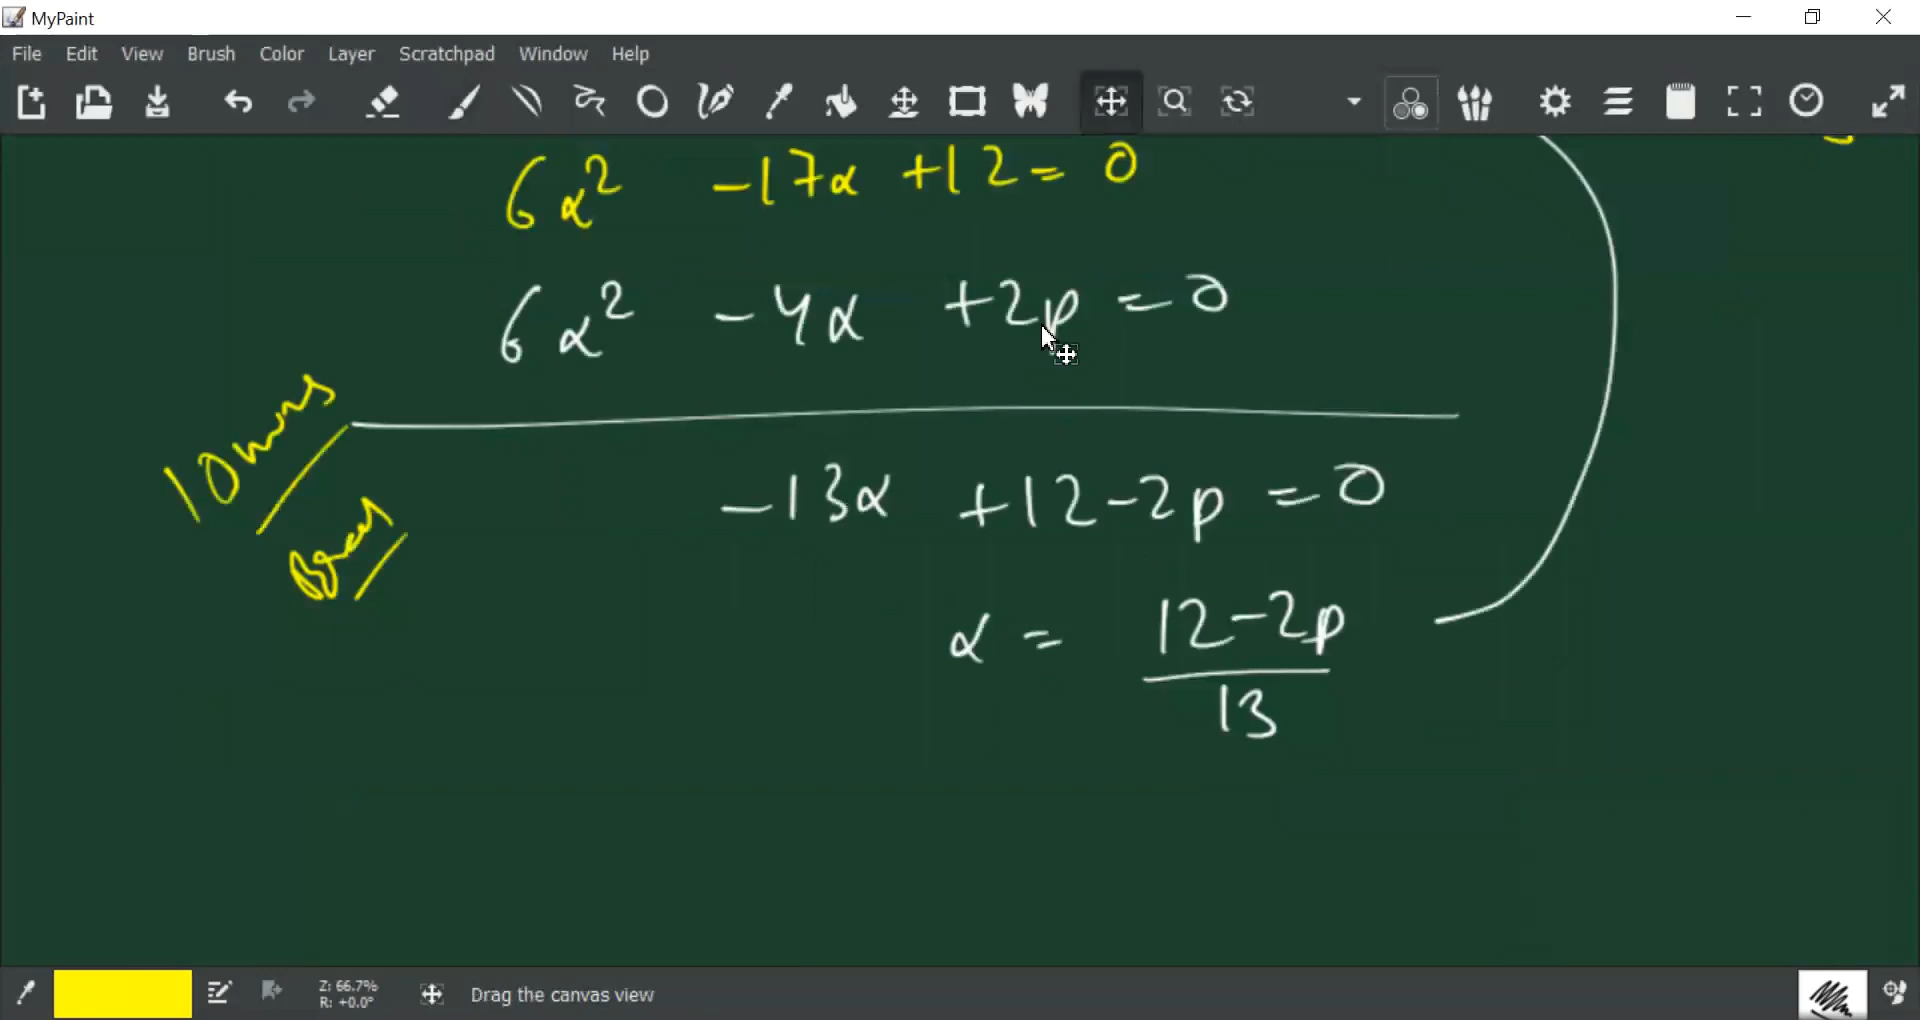 MyPaint
File Edit View Brush Color Layer Scratchpad Window Help
6α² -17α +12 = 0
6α² -4α +2p = 0
10mins
-13α +12-2p = 0
α = 12-2p
13
Z: 66.7%
R: +0.0°
Drag the canvas view